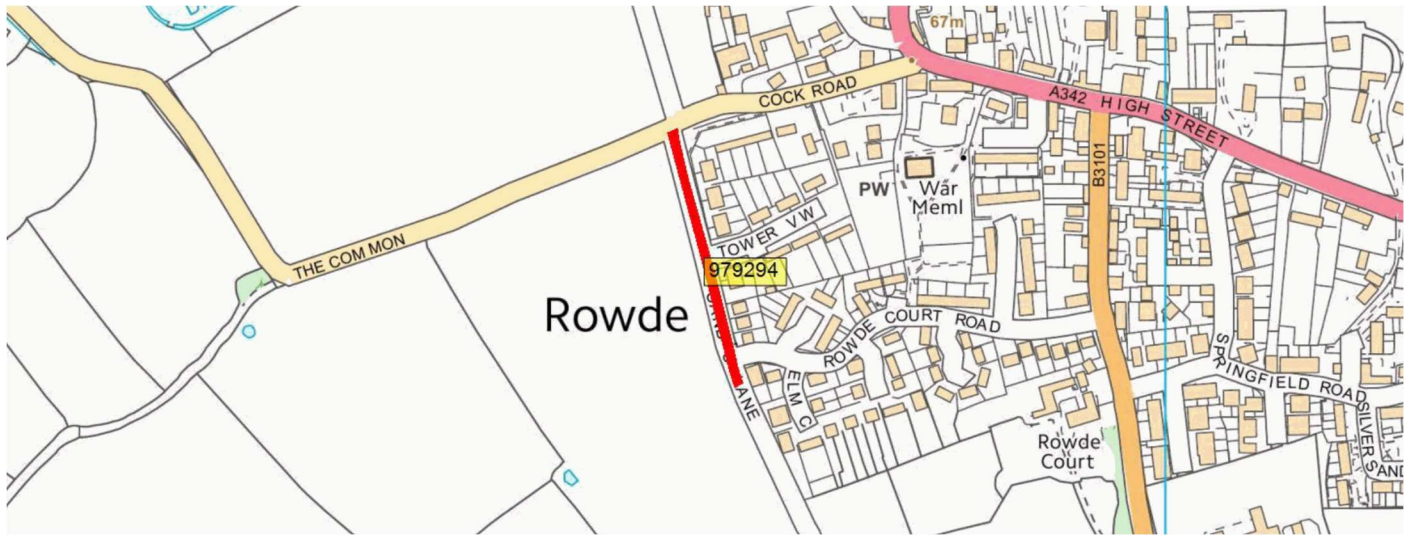 67m
COCK ROAD
A342 HIGH STREET
B3101
PW
War
Meml
TOWER VW
THE COMMON
979294
Rowde
ROWDE COURT ROAD
LANE
ELM C
SPRINGFIELD ROAD
Rowde
Court